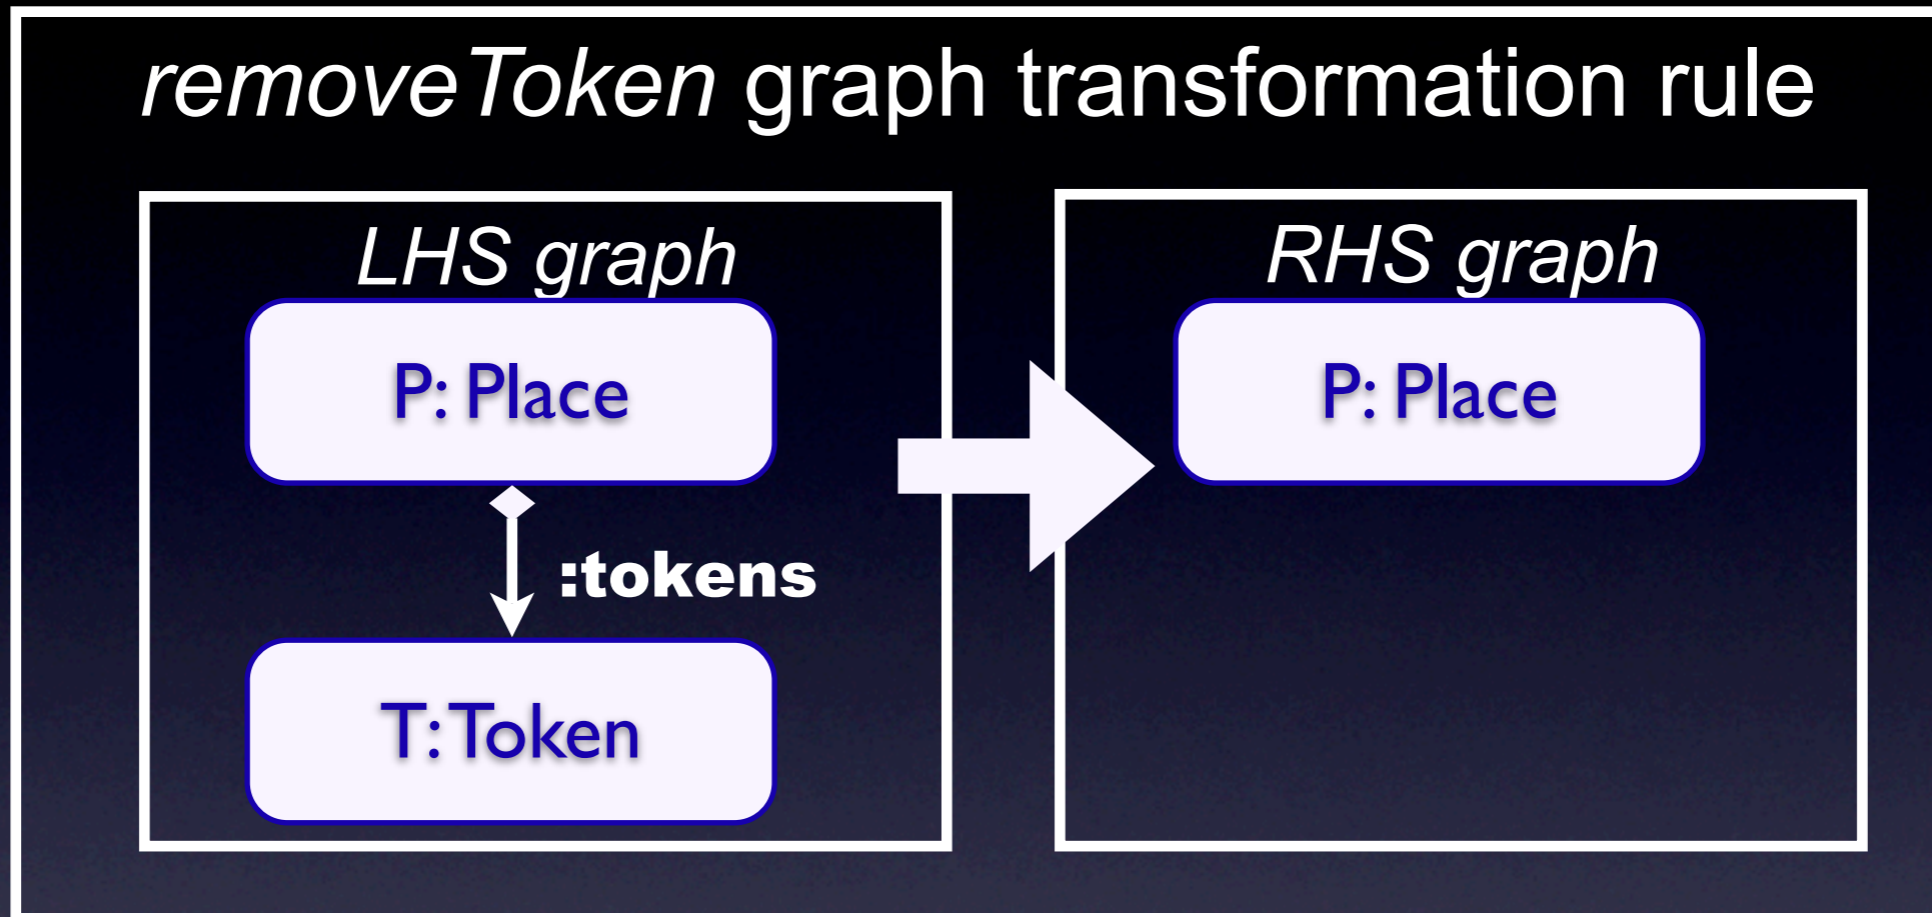 removeToken graph transformation rule
LHS graph
P: Place
:tokens
T: Token
RHS graph
P: Place